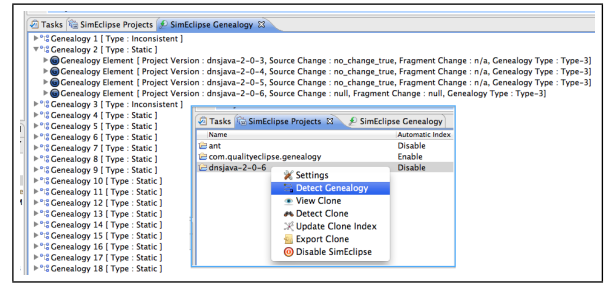 Tasks SimEclipse Projects SimEclipse Genealogy
Genealogy 1 [ Type : Inconsistent ]
Genealogy 2 [ Type : Static ]
Genealogy Element [ Project Version : dnsjava-2-0-3, Source Change : no_change_true, Fragment Change : n/a, Genealogy Type : Type-3]
Genealogy Element [ Project Version : dnsjava-2-0-4, Source Change : no_change_true, Fragment Change : n/a, Genealogy Type : Type-3]
Genealogy Element [ Project Version : dnsjava-2-0-5, Source Change : no_change_true, Fragment Change : n/a, Genealogy Type : Type-3]
Genealogy Element [ Project Version : dnsjava-2-0-6, Source Change : null, Fragment Change : null, Genealogy Type : Type-3]
Genealogy 3 [ Type : Inconsistent ]
Genealogy 4 [ Type : Static ]
Genealogy 5 [ Type : Static ]
Genealogy 6 [ Type : Static ]
Genealogy 7 [ Type : Static ]
Genealogy 8 [ Type : Static ]
Genealogy 9 [ Type : Static ]
Genealogy 10 [ Type : Static ]
Genealogy 11 [ Type : Static ]
Genealogy 12 [ Type : Static ]
Genealogy 13 [ Type : Static ]
Genealogy 14 [ Type : Static ]
Genealogy 15 [ Type : Static ]
Genealogy 16 [ Type : Static ]
Genealogy 17 [ Type : Static ]
Genealogy 18 [ Type : Static ]
Tasks SimEclipse Projects SimEclipse Genealogy
Name Automatic Index
ant Disable
com.qualityeclipse.genealogy Enable
dnsjava-2-0-6 Disable
Settings
Detect Genealogy
View Clone
Detect Clone
Update Clone Index
Export Clone
Disable SimEclipse